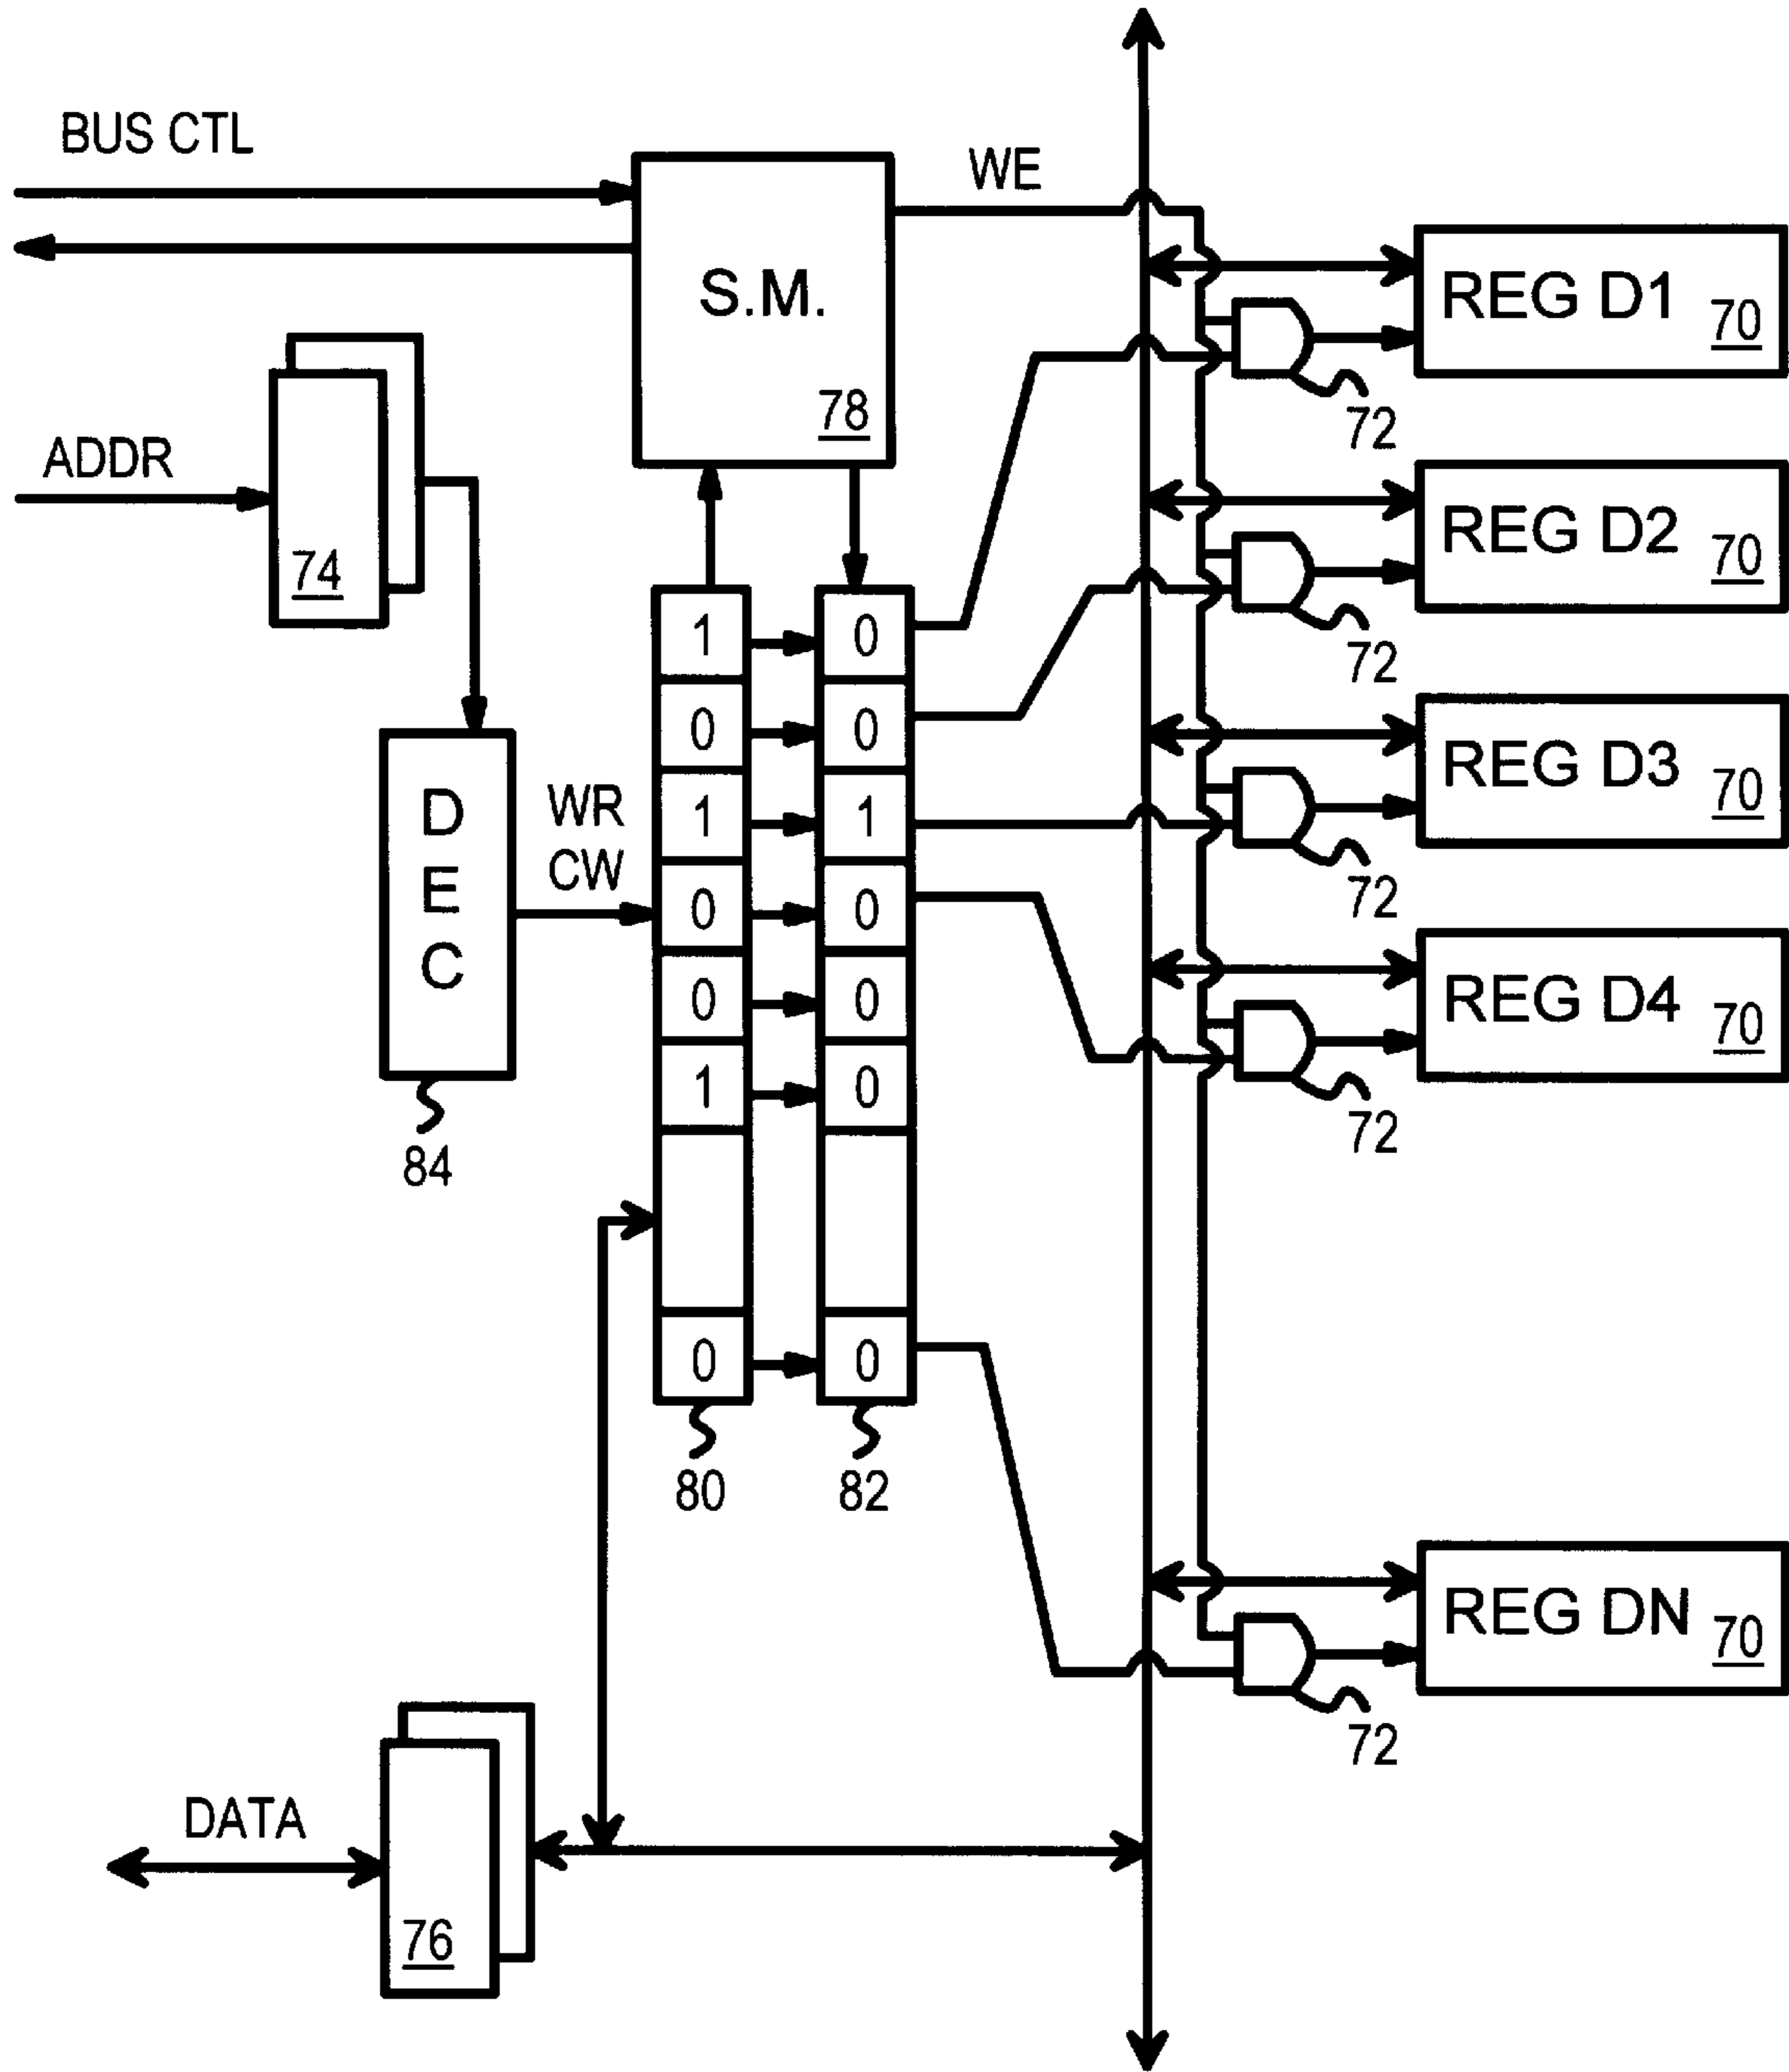 BUS CTL
WE
S.M.
78
REG D1 70
72
ADDR
74
REG D2 70
72
1 0
0 0
1 1
0 0
0 0
1 0
0 0
REG D3 70
72
D
E
C
WR
CW
84
REG D4 70
72
80
82
REG DN 70
72
DATA
76